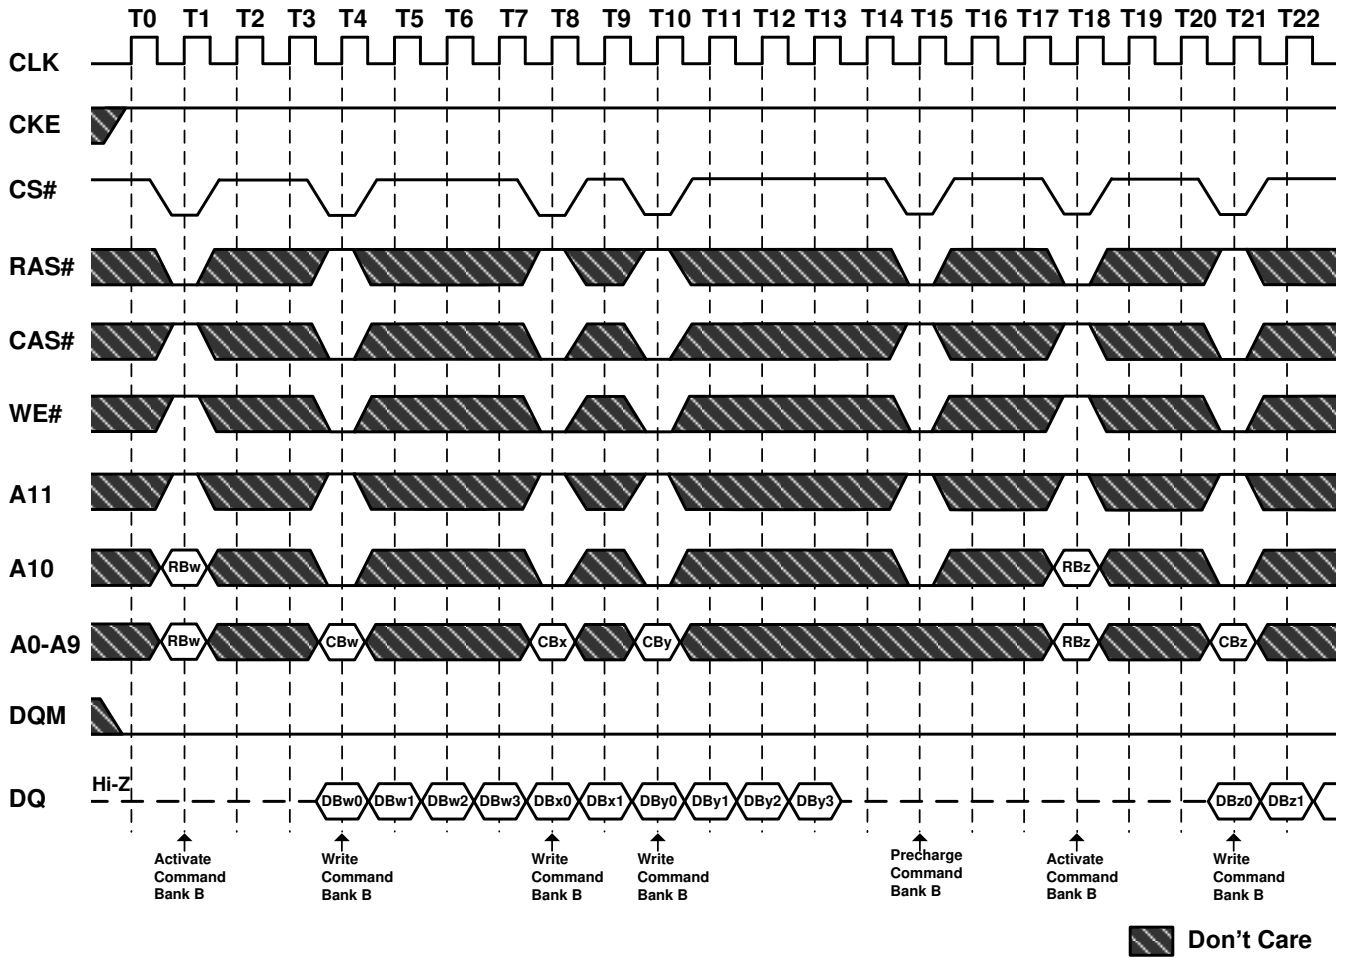 T0 T1 T2 T3 T4 T5 T6 T7 T8 T9 T10 T11 T12 T13 T14 T15 T16 T17 T18 T19 T20 T21 T22
CLK
CKE
CS#
RAS#
CAS#
WE#
A11
A10 RBw RBz
A0-A9 RBw CBw CBx CBy RBz CBz
DQM
DQ Hi-Z DBw0 DBw1 DBw2 DBw3 DBx0 DBx1 DBy0 DBy1 DBy2 DBy3 DBz0 DBz1
Activate
Command
Bank B
Write
Command
Bank B
Write
Command
Bank B
Write
Command
Bank B
Precharge
Command
Bank B
Activate
Command
Bank B
Write
Command
Bank B
Don't Care